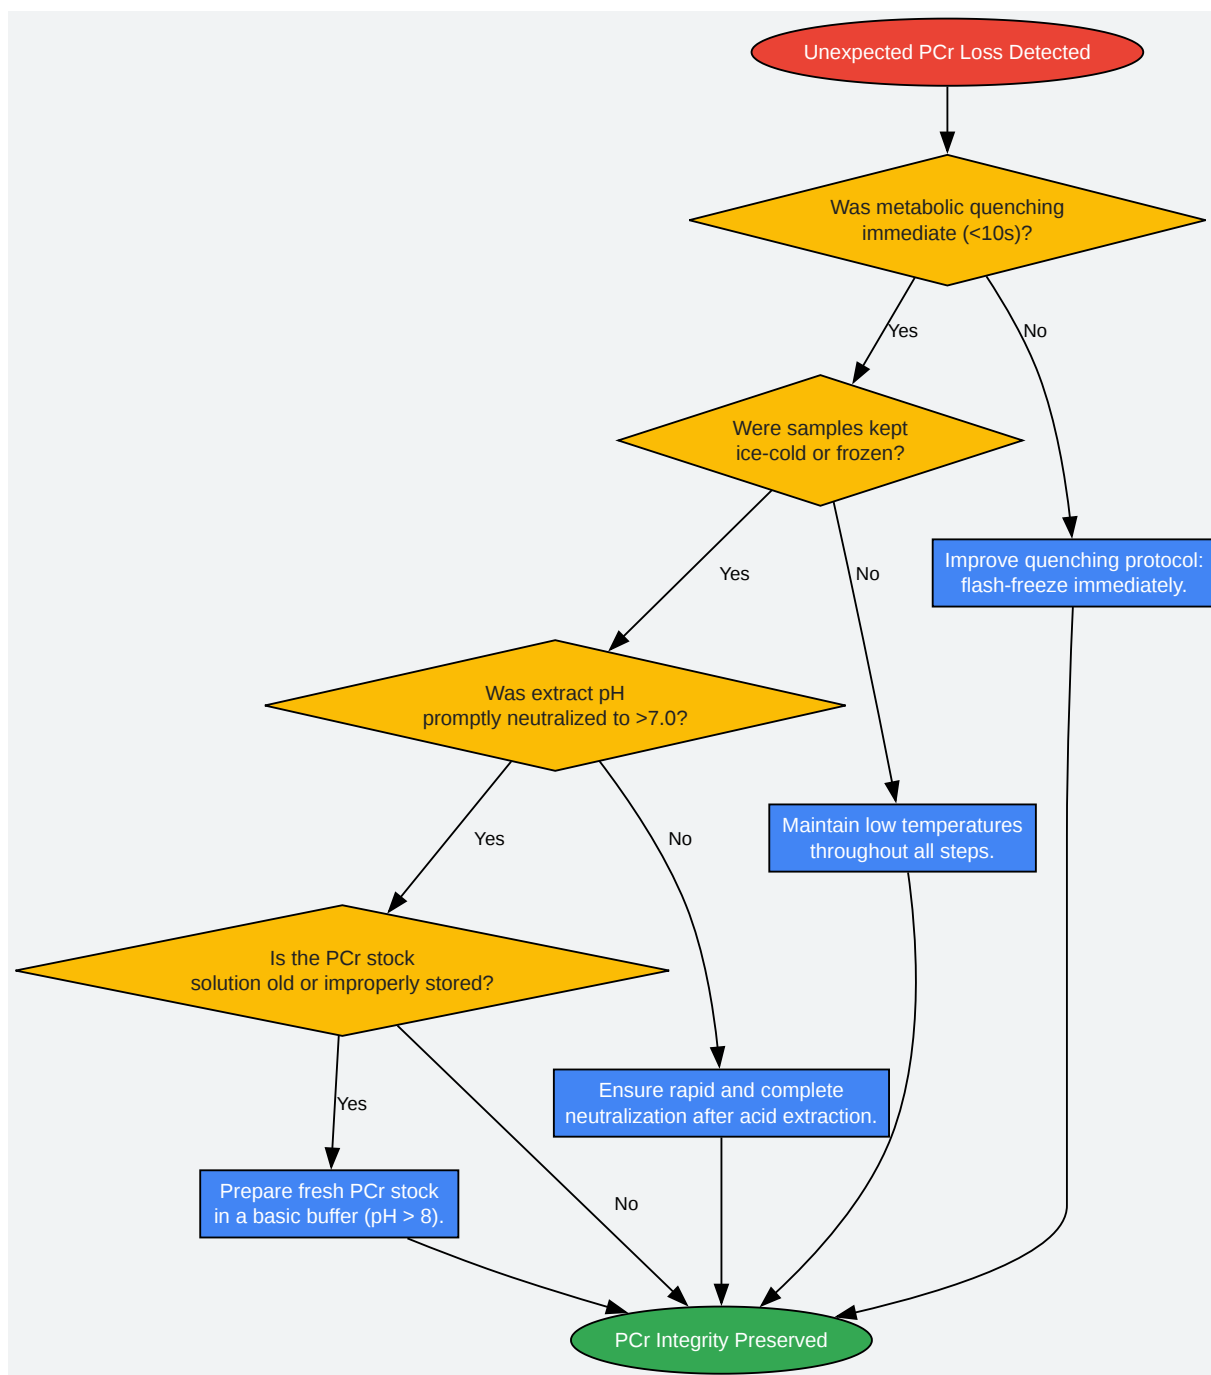 Unexpected PCr Loss Detected
Was metabolic quenching
immediate (<10s)?
Yes
No
Were samples kept
ice-cold or frozen?
Improve quenching protocol:
flash-freeze immediately.
Yes
No
Was extract pH
promptly neutralized to >7.0?
Maintain low temperatures
throughout all steps.
Yes
No
Is the PCr stock
solution old or improperly stored?
Ensure rapid and complete
neutralization after acid extraction.
Yes
Prepare fresh PCr stock
in a basic buffer (pH > 8).
No
PCr Integrity Preserved